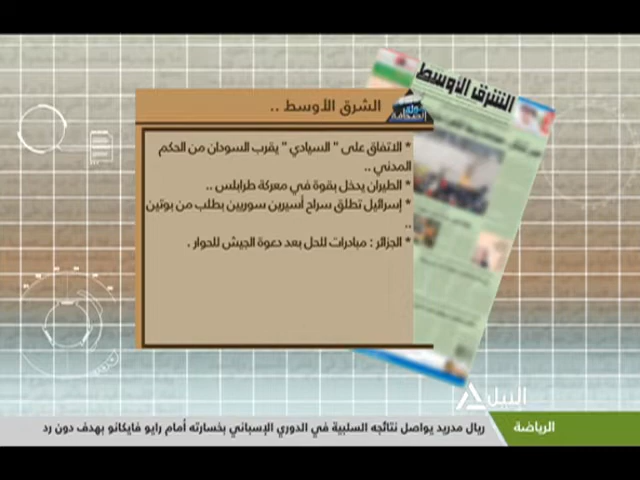 الشرق الأوسط
الشرق الأوسط ..
جولة الصحافة
* الاتفاق على " السيادي " يقرب السودان من الحكم
المدني ..
* الطيران يدخل بقوة في معركة طرابلس ..
* إسرائيل تطلق سراح أسيرين سوريين بطلب من بوتين
..
* الجزائر : مبادرات للحل بعد دعوة الجيش للحوار .
النيل
الرياضة
ريال مدريد يواصل نتائجه السلبية في الدوري الإسباني بخسارته أمام رايو فايكانو بهدف دون رد